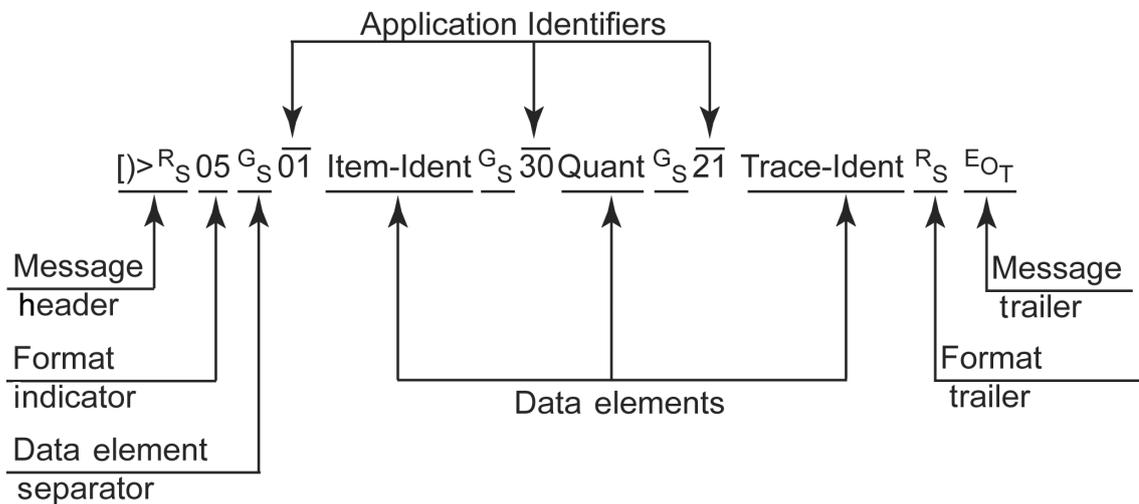 Application Identifiers
[)> RS 05 GS 01 Item-Ident GS 30 Quant GS 21 Trace-Ident RS EOT
Message
header
Message
trailer
Format
indicator
Format
trailer
Data elements
Data element
separator